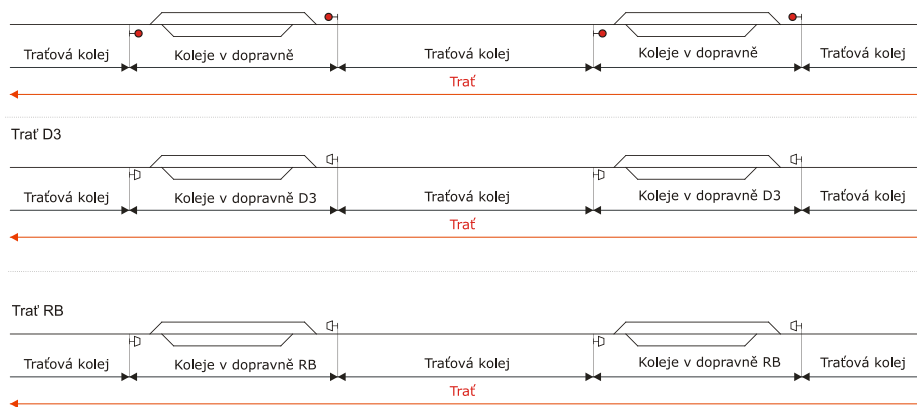 Traťová kolej Koleje v dopravně Traťová kolej Koleje v dopravně Traťová kolej
Trať
Trať D3
Traťová kolej Koleje v dopravně D3 Traťová kolej Koleje v dopravně D3 Traťová kolej
Trať
Trať RB
Traťová kolej Koleje v dopravně RB Traťová kolej Koleje v dopravně RB Traťová kolej
Trať